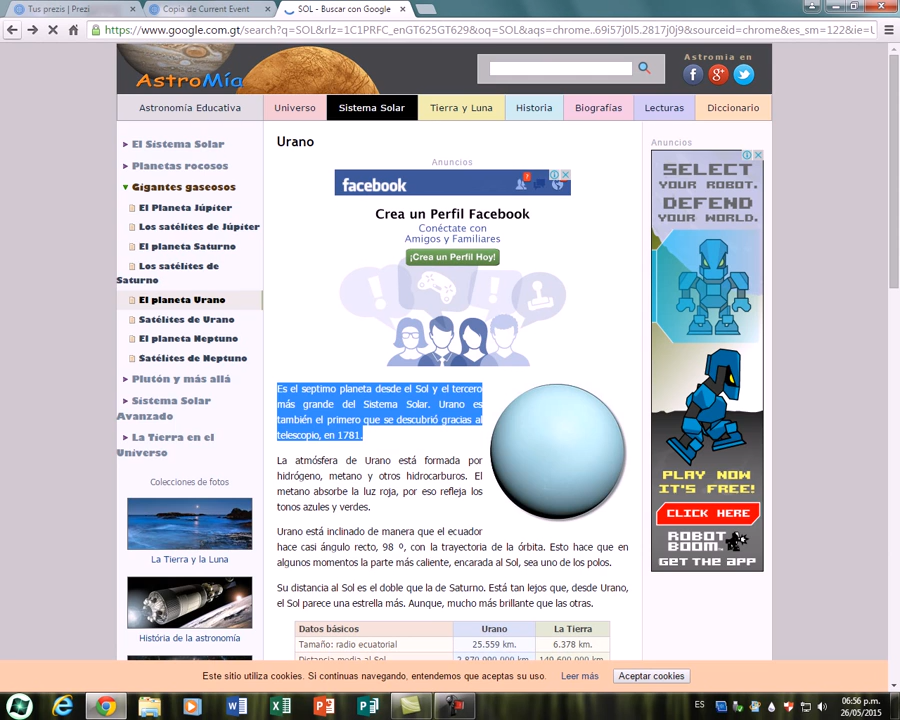 Tus prezis | Prezi
Copia de Current Event
SOL - Buscar con Google
https://www.google.com.gt/search?q=SOL&rlz=1C1PRFC_enGT625GT629&oq=SOL&aqs=chrome..69i57j0l5.2817j0j9&sourceid=chrome&es_sm=122&ie=U
AstroMía
Astromia en
Astronomía Educativa
Universo
Sistema Solar
Tierra y Luna
Historia
Biografías
Lecturas
Diccionario
El Sistema Solar
Planetas rocosos
Gigantes gaseosos
El Planeta Júpiter
Los satélites de Júpiter
El planeta Saturno
Los satélites de
Saturno
El planeta Urano
Satélites de Urano
El planeta Neptuno
Satélites de Neptuno
Plutón y más allá
Sistema Solar
Avanzado
La Tierra en el
Universo
Colecciones de fotos
La Tierra y la Luna
História de la astronomía
Urano
Anuncios
facebook
Crea un Perfil Facebook
Conéctate con
Amigos y Familiares
¡Crea un Perfil Hoy!
Es el septimo planeta desde el Sol y el tercero
más grande del Sistema Solar. Urano es
también el primero que se descubrió gracias al
telescopio, en 1781.
La atmósfera de Urano está formada por
hidrógeno, metano y otros hidrocarburos. El
metano absorbe la luz roja, por eso refleja los
tonos azules y verdes.
Urano está inclinado de manera que el ecuador
hace casi ángulo recto, 98 º, con la trayectoria de la órbita. Esto hace que en
algunos momentos la parte más caliente, encarada al Sol, sea uno de los polos.
Su distancia al Sol es el doble que la de Saturno. Está tan lejos que, desde Urano,
el Sol parece una estrella más. Aunque, mucho más brillante que las otras.
Datos básicos Urano La Tierra
Tamaño: radio ecuatorial 25.559 km. 6.378 km.
Distancia media al Sol 2.870.990.000 km. 149.600.000 km.
Anuncios
SELECT
YOUR ROBOT.
DEFEND
YOUR WORLD.
PLAY NOW
IT'S FREE!
CLICK HERE
ROBOT
BOOM
GET THE APP
Este sitio utiliza cookies. Si continuas navegando, entendemos que aceptas su uso. Leer más Aceptar cookies
ES
06:56 p.m.
26/05/2015